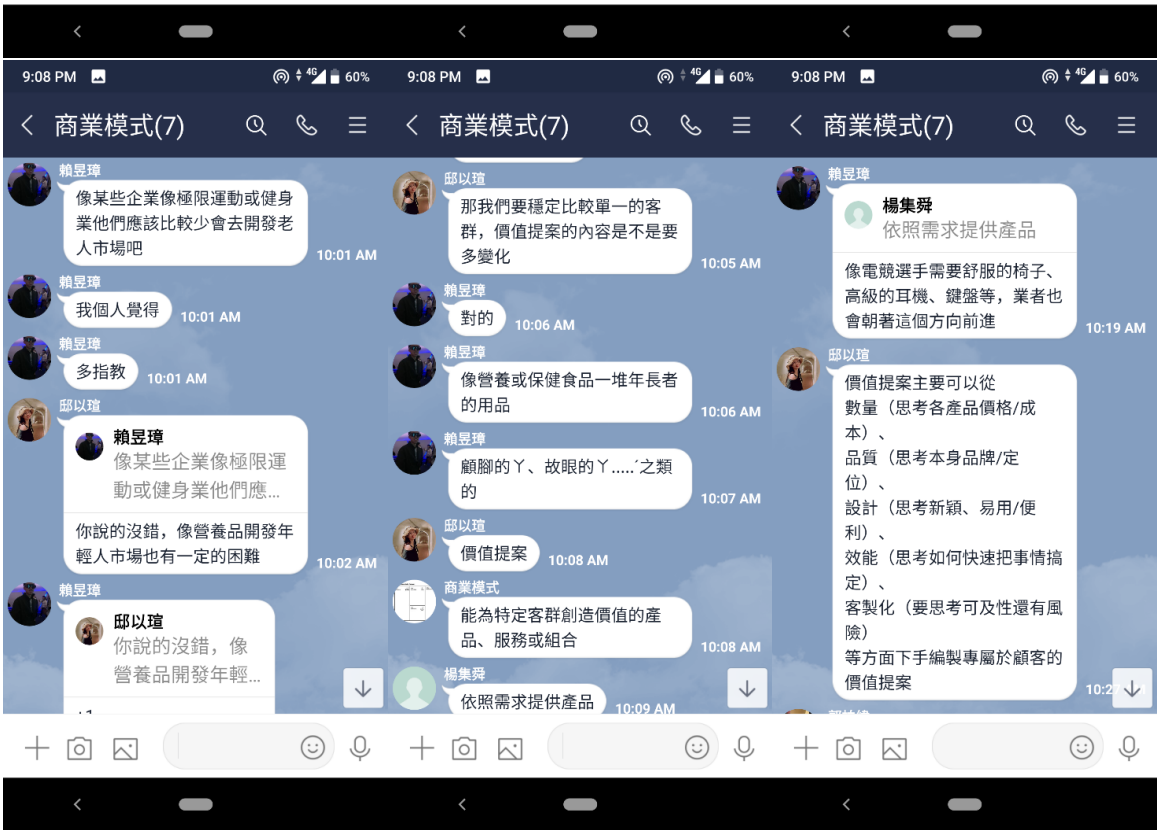 9:08 PM
4G
60%
商業模式(7)
賴昱璋
像某些企業像極限運動或健身
業他們應該比較少會去開發老
人市場吧
10:01 AM
賴昱璋
我個人覺得
10:01 AM
賴昱璋
多指教
10:01 AM
邱以瑄
賴昱璋
像某些企業像極限運
動或健身業他們應...
你說的沒錯，像營養品開發年
輕人市場也有一定的困難
10:02 AM
賴昱璋
邱以瑄
你說的沒錯，像
營養品開發年輕...
9:08 PM
4G
60%
商業模式(7)
邱以瑄
那我們要穩定比較單一的客
群，價值提案的內容是不是要
多變化
10:05 AM
賴昱璋
對的
10:06 AM
賴昱璋
像營養或保健食品一堆年長者
的用品
10:06 AM
賴昱璋
顧腳的丫、故眼的丫.....ˊ之類
的
10:07 AM
邱以瑄
價值提案
10:08 AM
商業模式
能為特定客群創造價值的產
品、服務或組合
10:08 AM
楊集舜
依照需求提供產品
10:09 AM
9:08 PM
4G
60%
商業模式(7)
賴昱璋
楊集舜
依照需求提供產品
像電競選手需要舒服的椅子、
高級的耳機、鍵盤等，業者也
會朝著這個方向前進
10:19 AM
邱以瑄
價值提案主要可以從
數量（思考各產品價格/成
本）、
品質（思考本身品牌/定
位）、
設計（思考新穎、易用/便
利）、
效能（思考如何快速把事情搞
定）、
客製化（要思考可及性還有風
險）
等方面下手編製專屬於顧客的
價值提案